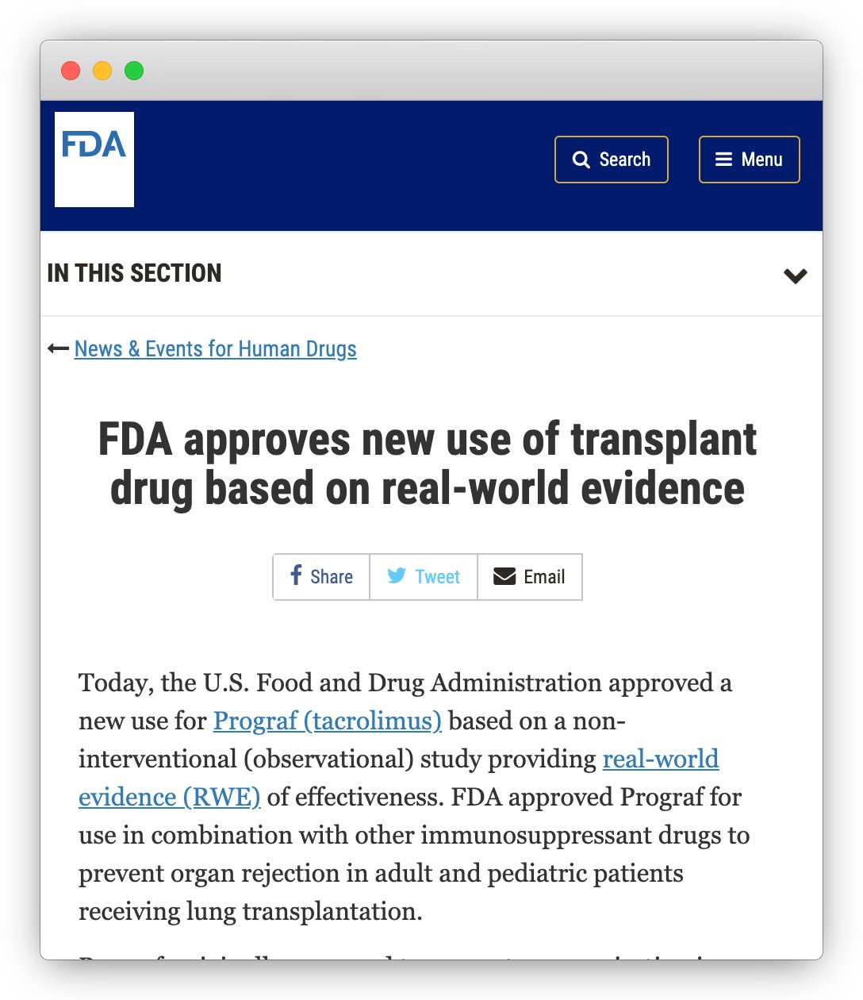 FDA
Search
Menu
IN THIS SECTION
News & Events for Human Drugs
FDA approves new use of transplant
drug based on real-world evidence
Share
Tweet
Email
Today, the U.S. Food and Drug Administration approved a
new use for Prograf (tacrolimus) based on a non-
interventional (observational) study providing real-world
evidence (RWE) of effectiveness. FDA approved Prograf for
use in combination with other immunosuppressant drugs to
prevent organ rejection in adult and pediatric patients
receiving lung transplantation.